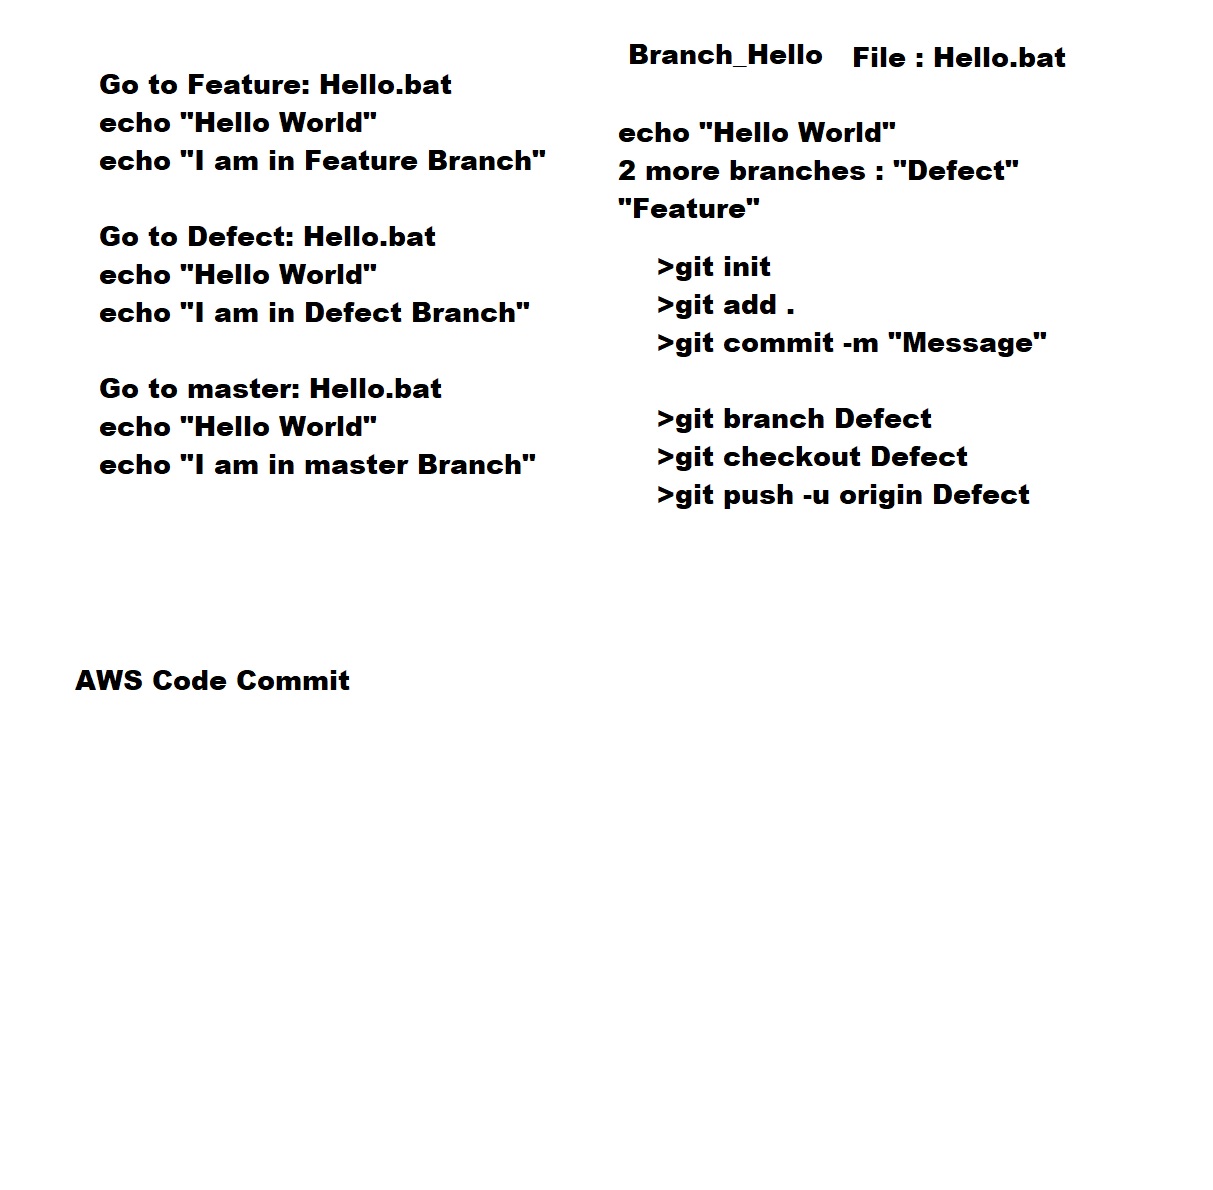 Go to Feature: Hello.bat
echo "Hello World"
echo "I am in Feature Branch"
Go to Defect: Hello.bat
echo "Hello World"
echo "I am in Defect Branch"
Go to master: Hello.bat
echo "Hello World"
echo "I am in master Branch"
Branch_Hello File : Hello.bat
echo "Hello World"
2 more branches : "Defect"
"Feature"
>git init
>git add .
>git commit -m "Message"
>git branch Defect
>git checkout Defect
>git push -u origin Defect
AWS Code Commit